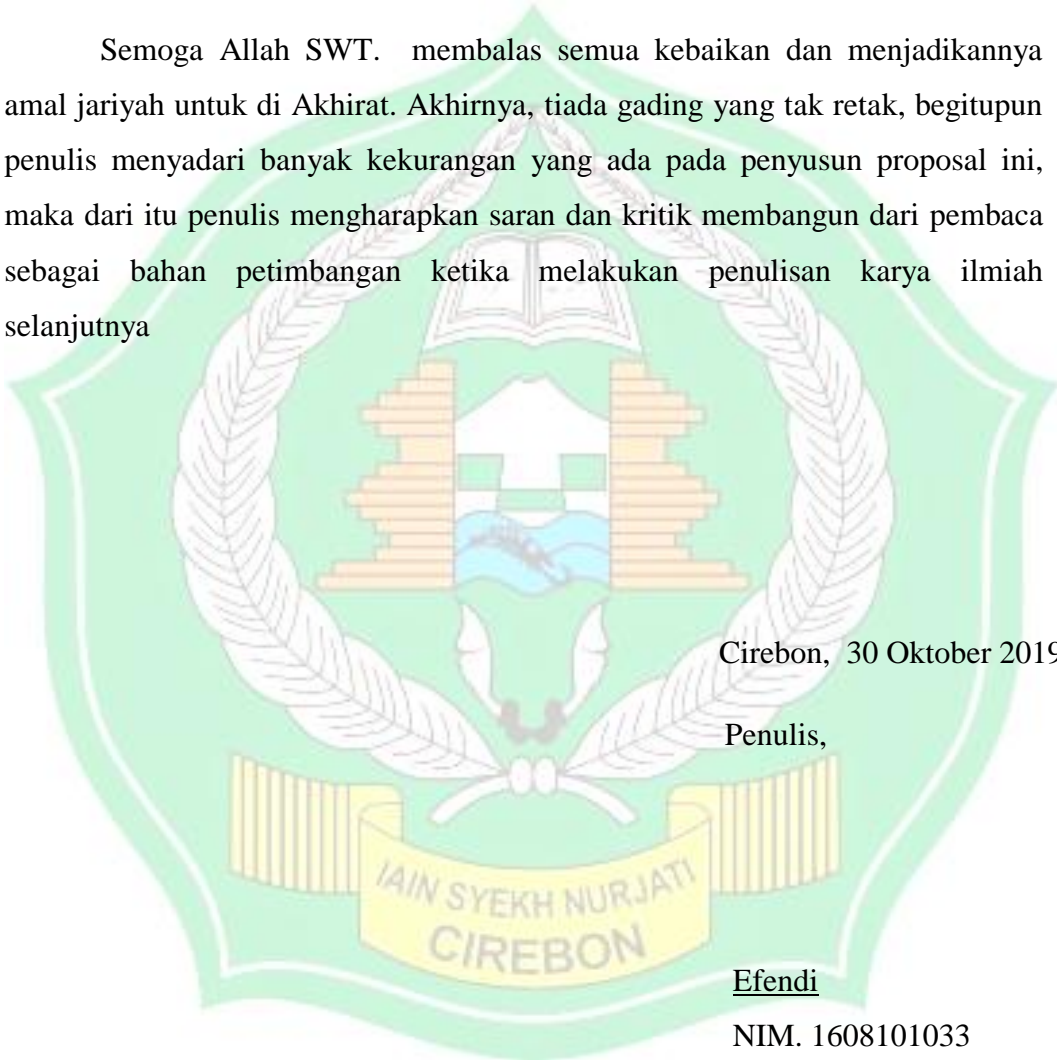 Semoga Allah SWT. membalas semua kebaikan dan menjadikannya
amal jariyah untuk di Akhirat. Akhirnya, tiada gading yang tak retak, begitupun
penulis menyadari banyak kekurangan yang ada pada penyusun proposal ini,
maka dari itu penulis mengharapkan saran dan kritik membangun dari pembaca
sebagai bahan petimbangan ketika melakukan penulisan karya ilmiah
selanjutnya
Cirebon, 30 Oktober 2019
Penulis,
IAIN SYEKH NURJATI
CIREBON
Efendi
NIM. 1608101033